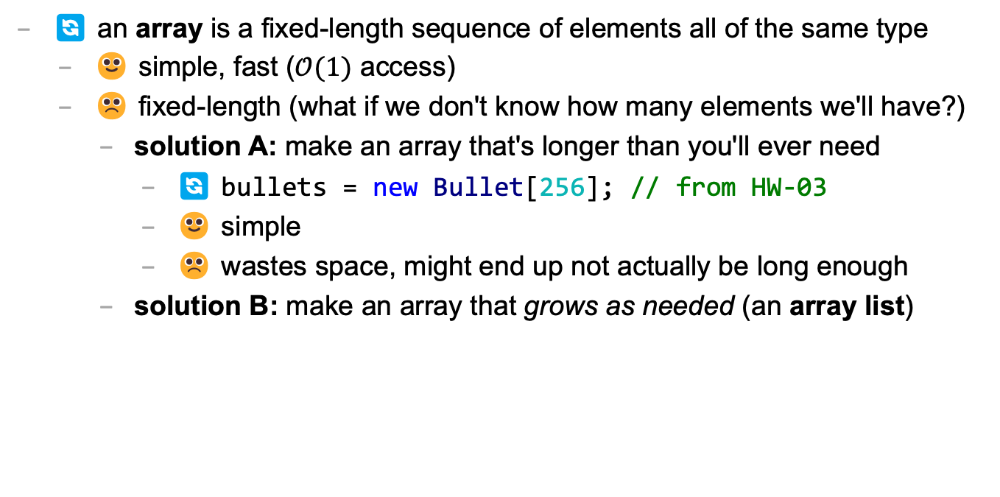 – 🔄 an array is a fixed-length sequence of elements all of the same type
– 🙂 simple, fast (𝒪(1) access)
– 🙁 fixed-length (what if we don't know how many elements we'll have?)
– solution A: make an array that's longer than you'll ever need
– 🔄 bullets = new Bullet[256]; // from HW-03
– 🙂 simple
– 🙁 wastes space, might end up not actually be long enough
– solution B: make an array that grows as needed (an array list)